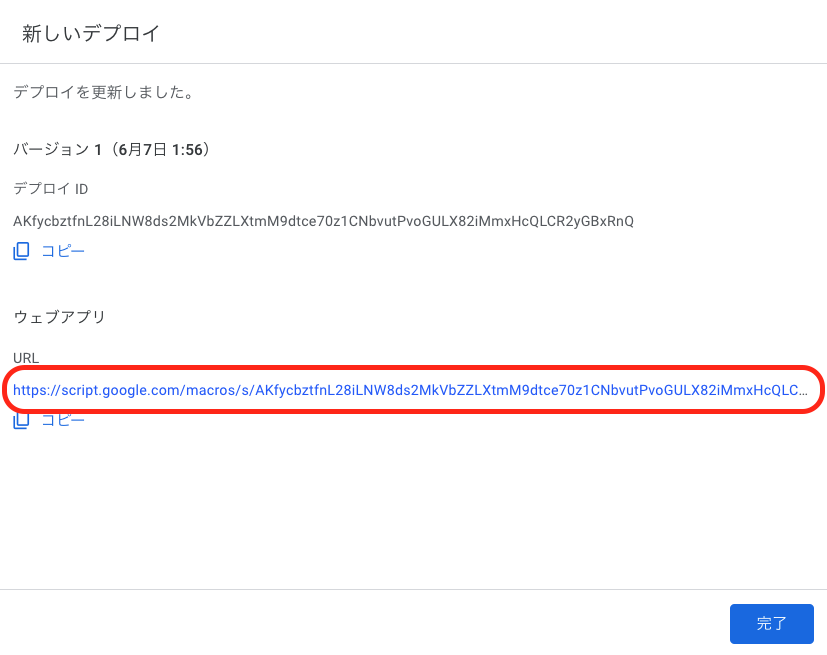 新しいデプロイ
デプロイを更新しました。
バージョン 1（6月7日 1:56）
デプロイ ID
AKfycbztfnL28iLNW8ds2MkVbZZLXtmM9dtce70z1CNbvutPvoGULX82iMmxHcQLCR2yGBxRnQ
コピー
ウェブアプリ
URL
https://script.google.com/macros/s/AKfycbztfnL28iLNW8ds2MkVbZZLXtmM9dtce70z1CNbvutPvoGULX82iMmxHcQLC...
コピー
完了